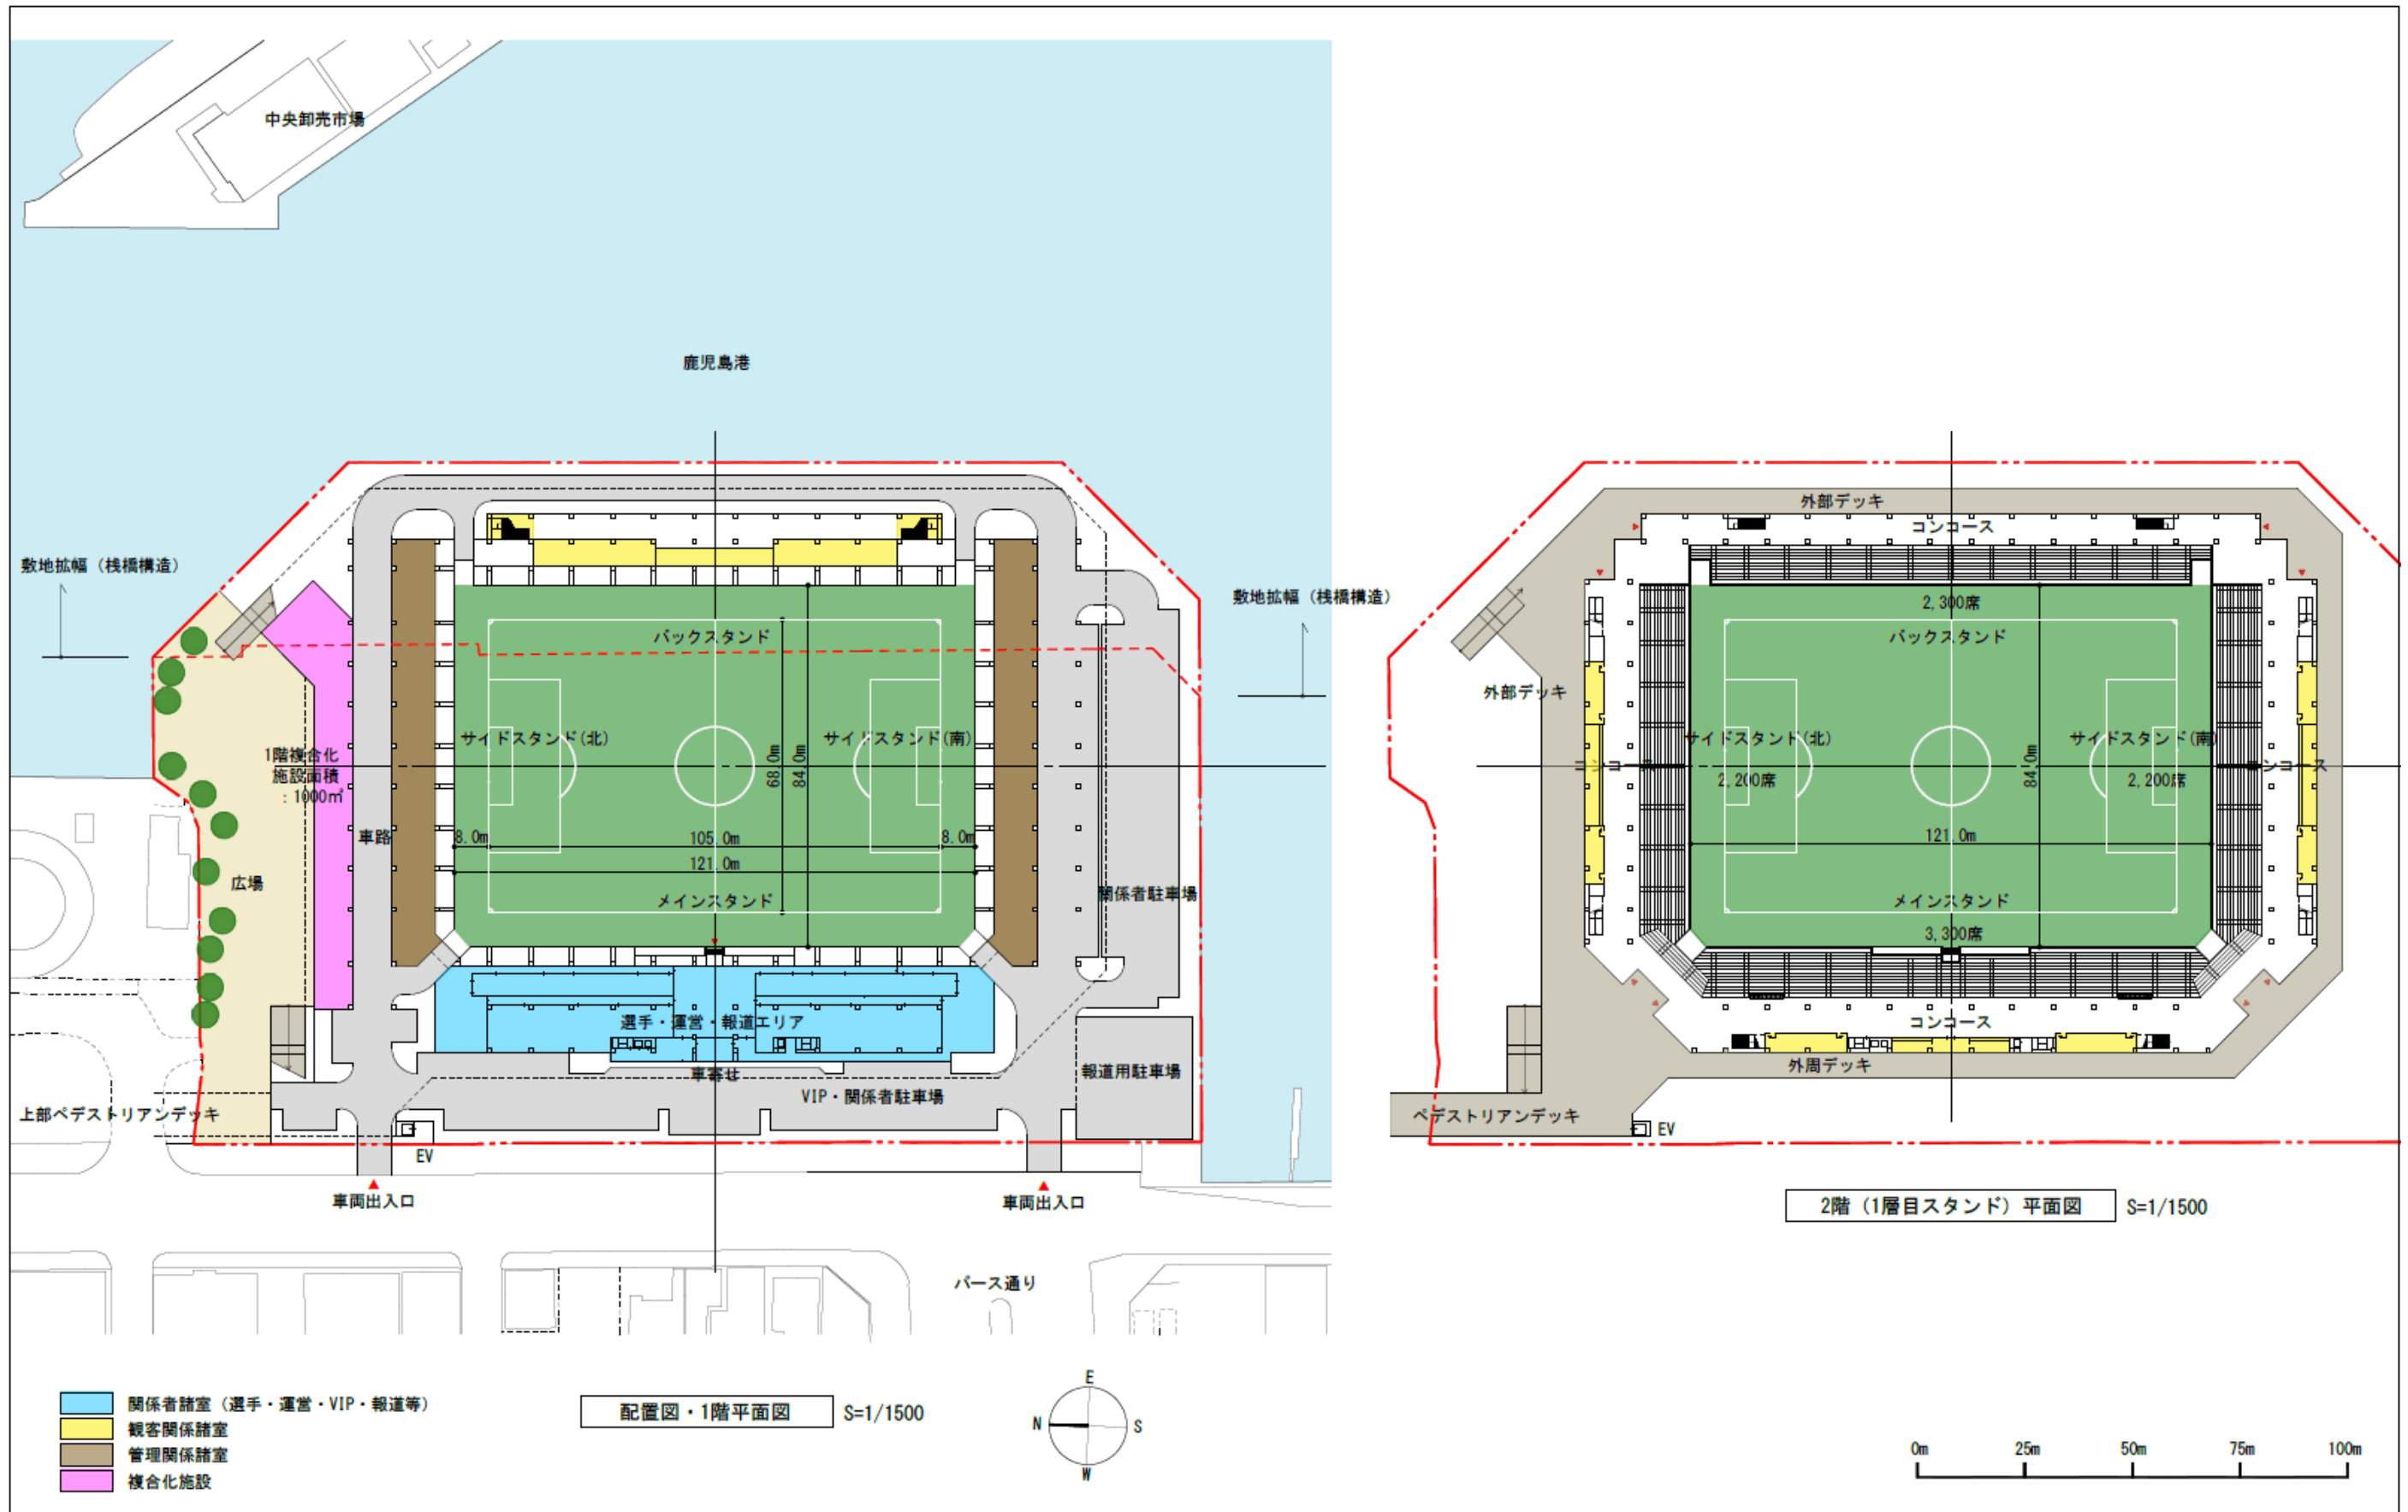 中央卸売市場
鹿児島港
敷地拡幅（桟橋構造）
敷地拡幅（桟橋構造）
バックスタンド
サイドスタンド(北)
サイドスタンド(南)
1階複合化
施設面積
：1000㎡
68.0m
84.0m
車路
8.0m
105.0m
8.0m
121.0m
広場
メインスタンド
関係者駐車場
選手・運営・報道エリア
車寄せ
報道用駐車場
VIP・関係者駐車場
上部ペデストリアンデッキ
EV
車両出入口
車両出入口
バース通り
外部デッキ
コンコース
2,300席
バックスタンド
外部デッキ
サイドスタンド(北)
サイドスタンド(南)
コンコース
コンコース
2,200席
2,200席
84.0m
121.0m
メインスタンド
3,300席
コンコース
外周デッキ
ペデストリアンデッキ
EV
2階（1層目スタンド）平面図
S=1/1500
関係者諸室（選手・運営・VIP・報道等）
観客関係諸室
管理関係諸室
複合化施設
配置図・1階平面図
S=1/1500
E
N
S
W
0m
25m
50m
75m
100m